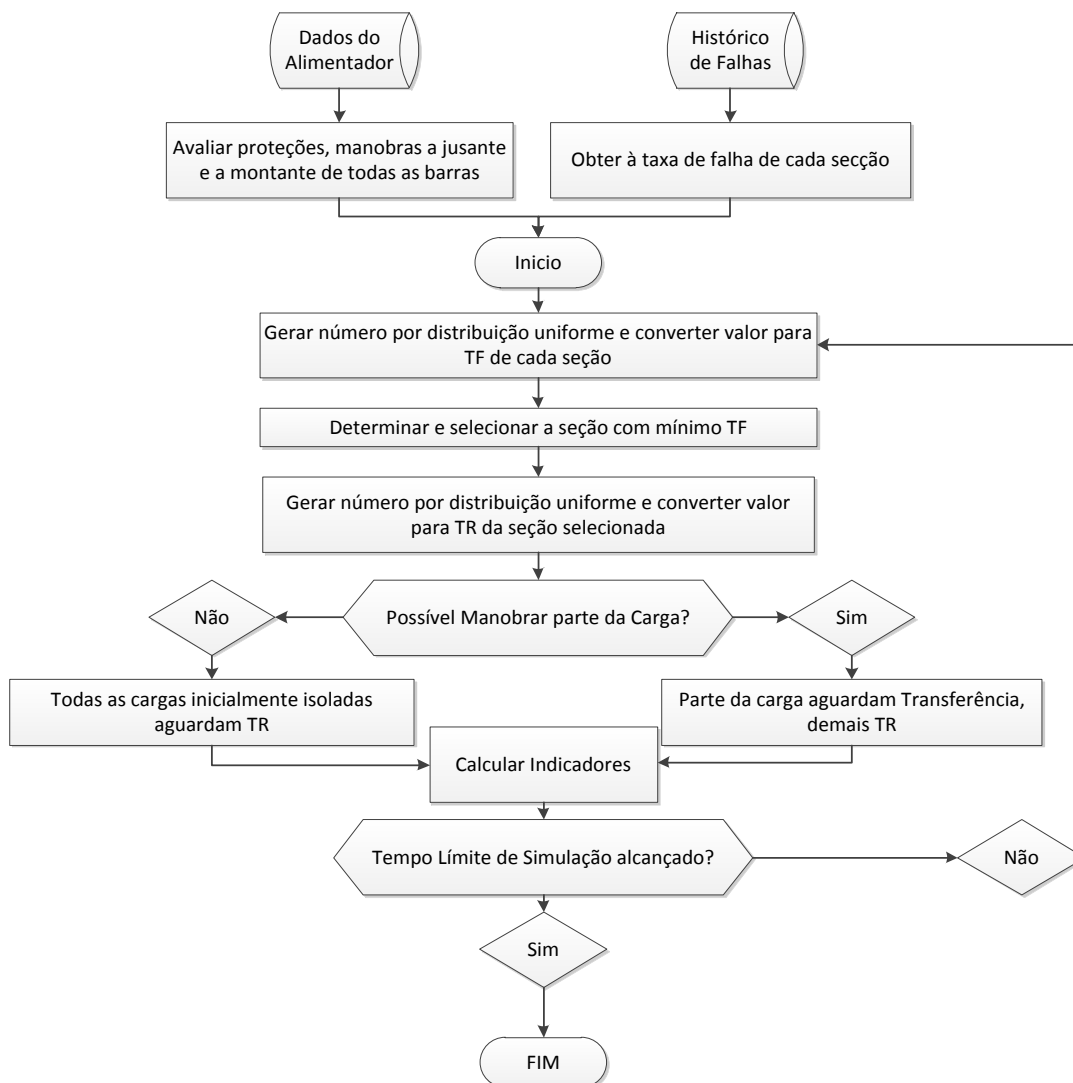 Dados do
Alimentador
Histórico
de Falhas
Avaliar proteções, manobras a jusante
e a montante de todas as barras
Obter à taxa de falha de cada secção
Inicio
Gerar número por distribuição uniforme e converter valor para
TF de cada seção
Determinar e selecionar a seção com mínimo TF
Gerar número por distribuição uniforme e converter valor
para TR da seção selecionada
Não
Possível Manobrar parte da Carga?
Sim
Todas as cargas inicialmente isoladas
aguardam TR
Parte da carga aguardam Transferência,
demais TR
Calcular Indicadores
Tempo Límite de Simulação alcançado?
Não
Sim
FIM